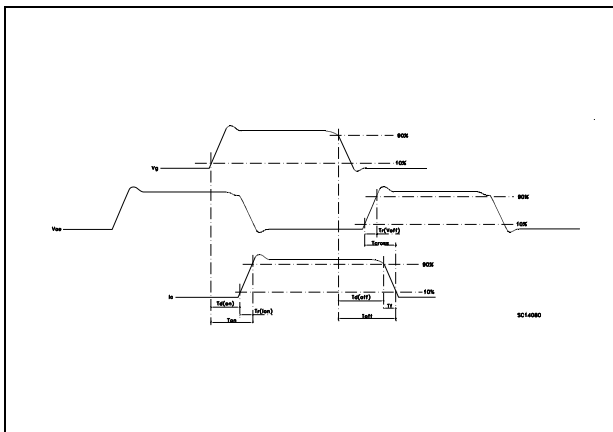 90%
10%
Vg
90%
Vce
10%
Tr(Voff)
Tcross
90%
10%
Ic
Td(on)
Td(off)
Tr(Ion)
Tf
Ton
Toff
SC14080